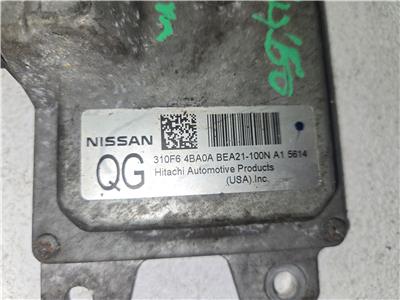 NISSAN
310F6 4BA0A BEA21-100N A1 5614
QG
Hitachi Automotive Products
(USA).Inc.